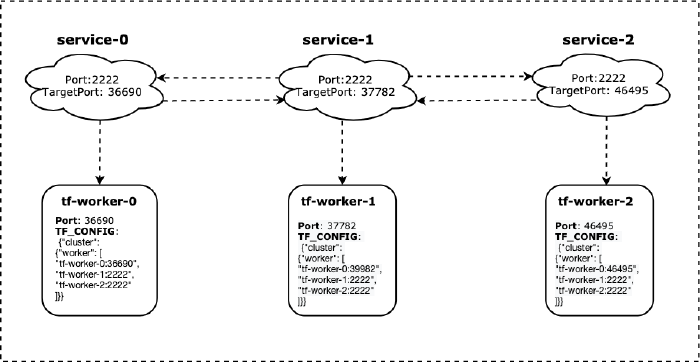 service-0
service-1
service-2
Port:2222
TargetPort: 36690
Port:2222
TargetPort: 37782
Port:2222
TargetPort: 46495
tf-worker-0
Port: 36690
TF_CONFIG:
{"cluster":
{"worker": [
"tf-worker-0:36690",
"tf-worker-1:2222",
"tf-worker-2:2222"
]}}
tf-worker-1
Port: 37782
TF_CONFIG:
{"cluster":
{"worker": [
"tf-worker-0:39982",
"tf-worker-1:2222",
"tf-worker-2:2222"
]}}
tf-worker-2
Port: 46495
TF_CONFIG:
{"cluster":
{"worker": [
"tf-worker-0:46495",
"tf-worker-1:2222",
"tf-worker-2:2222"
]}}